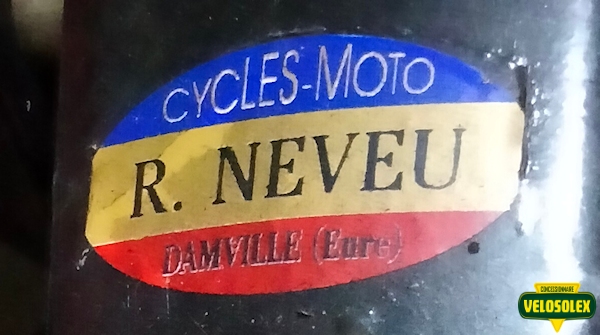 CYCLES-MOTO
R. NEVEU
DAMVILLE (Eure)
CONCESSIONNAIRE
VELOSOLEX